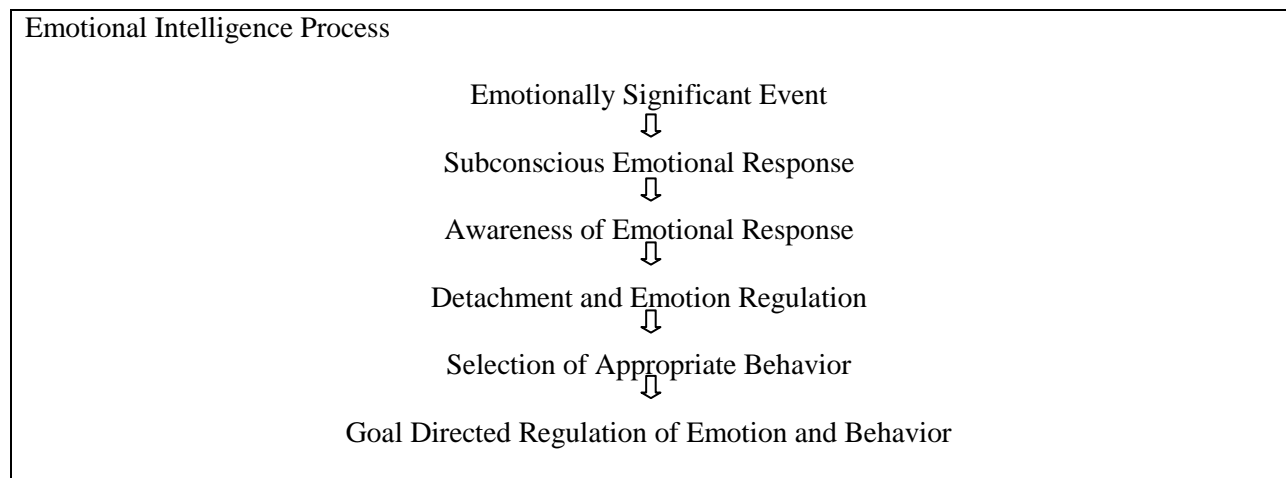 Emotional Intelligence Process
Emotionally Significant Event
Subconscious Emotional Response
Awareness of Emotional Response
Detachment and Emotion Regulation
Selection of Appropriate Behavior
Goal Directed Regulation of Emotion and Behavior